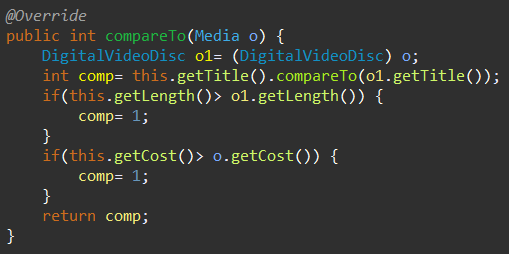 @Override
public int compareTo(Media o) {
    DigitalVideoDisc o1= (DigitalVideoDisc) o;
    int comp= this.getTitle().compareTo(o1.getTitle());
    if(this.getLength()> o1.getLength()) {
        comp= 1;
    }
    if(this.getCost()> o.getCost()) {
        comp= 1;
    }
    return comp;
}